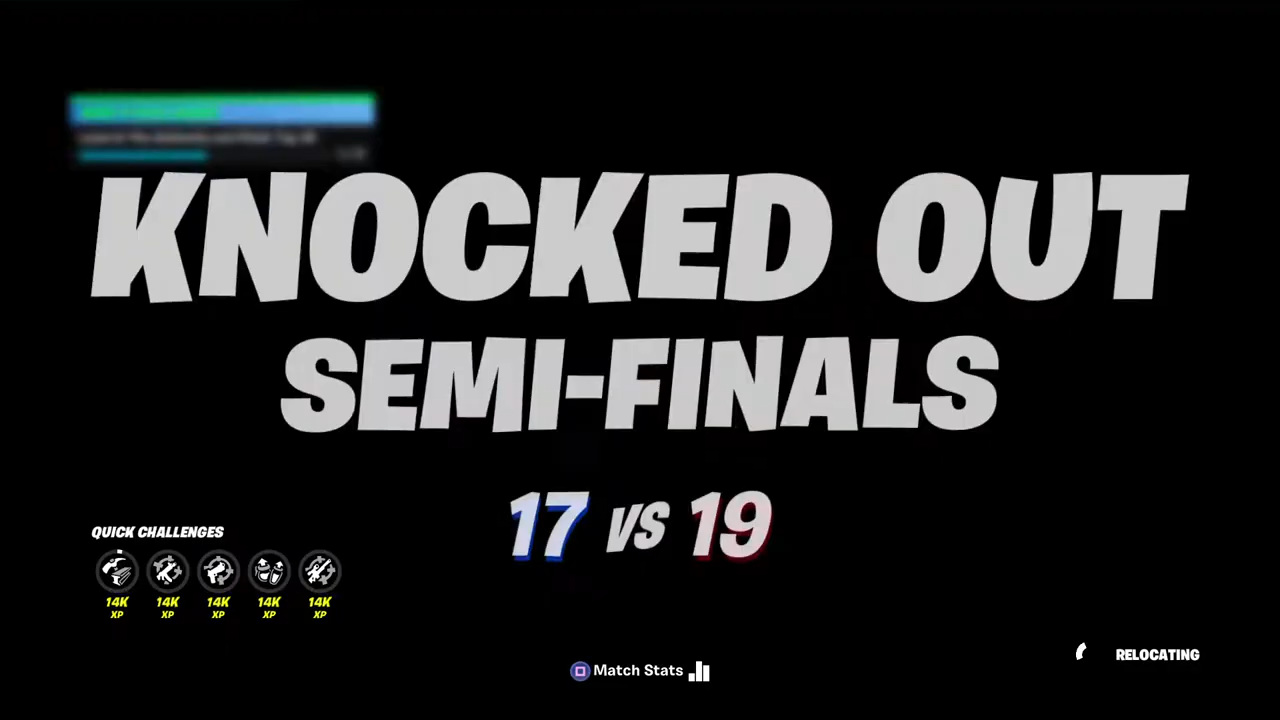 KNOCKED OUT
SEMI-FINALS
17 VS 19
QUICK CHALLENGES
14K 14K 14K 14K 14K
XP XP XP XP XP
Match Stats
RELOCATING